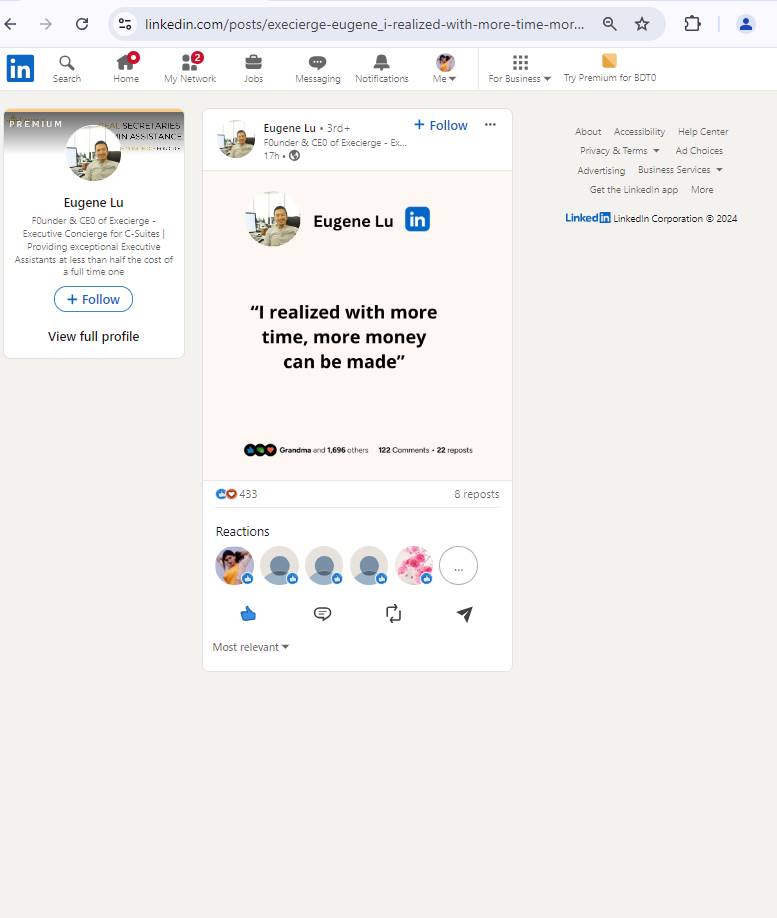 linkedin.com/posts/execierge-eugene_i-realized-with-more-time-mor...
in
Search
Home
2
My Network
Jobs
Messaging
Notifications
Me
For Business
Try Premium for BDT0
PREMIUM
SECRETARIES
MIN ASSISTANCE
Eugene Lu
F0under & CE0 of Execierge -
Executive Concierge for C-Suites |
Providing exceptional Executive
Assistants at less than half the cost of
a full time one
+ Follow
View full profile
Eugene Lu • 3rd+
F0under & CE0 of Execierge - Ex...
17h •
+ Follow
...
Eugene Lu in
“I realized with more
time, more money
can be made”
Grandma and 1,696 others 122 Comments • 22 reposts
433
8 reposts
Reactions
...
Most relevant
About Accessibility Help Center
Privacy & Terms Ad Choices
Advertising Business Services
Get the LinkedIn app More
Linkedin LinkedIn Corporation © 2024